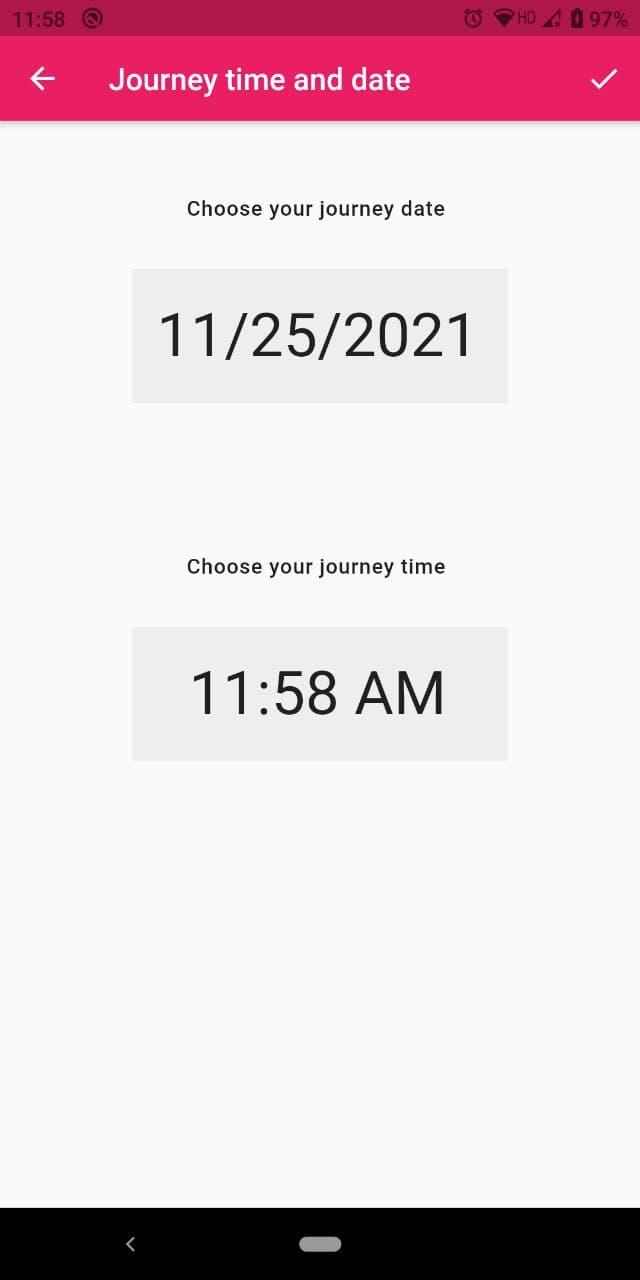 11:58 HD 97%
Journey time and date
Choose your journey date
11/25/2021
Choose your journey time
11:58 AM